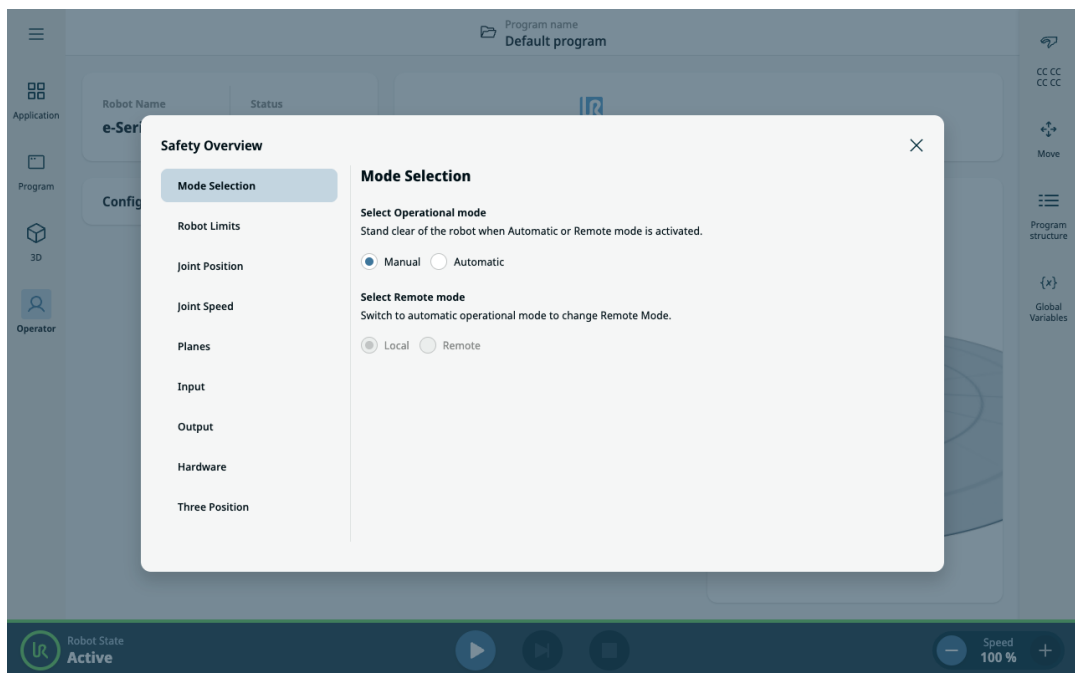 Program name
Default program
Application
Program
3D
Operator
Robot Name
Status
e-Seri
Config
Safety Overview
Mode Selection
Robot Limits
Joint Position
Joint Speed
Planes
Input
Output
Hardware
Three Position
Mode Selection
Select Operational mode
Stand clear of the robot when Automatic or Remote mode is activated.
Manual Automatic
Select Remote mode
Switch to automatic operational mode to change Remote Mode.
Local Remote
CC CC
CC CC
Move
Program
structure
{x}
Global
Variables
Robot State
Active
Speed
100 %